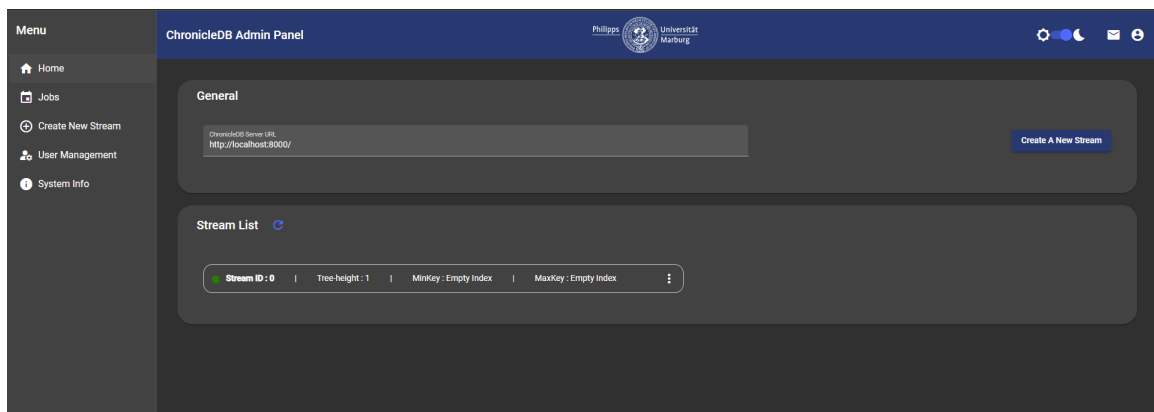 Menu
Home
Jobs
Create New Stream
User Management
System Info
ChronicleDB Admin Panel
Philipps Universität
Marburg
General
ChronicleDB Server URL
http://localhost:8000/
Create A New Stream
Stream List
Stream ID : 0 | Tree-height : 1 | MinKey : Empty Index | MaxKey : Empty Index